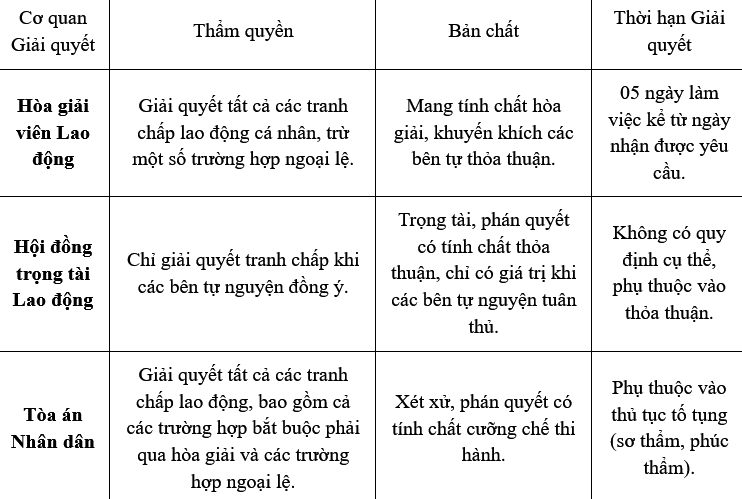 Cơ quan
Giải quyết
Thẩm quyền
Bản chất
Thời hạn Giải
quyết
Hòa giải
viên Lao
động
Giải quyết tất cả các tranh
chấp lao động cá nhân, trừ
một số trường hợp ngoại lệ.
Mang tính chất hòa
giải, khuyến khích các
bên tự thỏa thuận.
05 ngày làm
việc kể từ ngày
nhận được yêu
cầu.
Hội đồng
trọng tài
Lao động
Chỉ giải quyết tranh chấp khi
các bên tự nguyện đồng ý.
Trọng tài, phán quyết
có tính chất thỏa
thuận, chỉ có giá trị khi
các bên tự nguyện tuân
thủ.
Không có quy
định cụ thể,
phụ thuộc vào
thỏa thuận.
Tòa án
Nhân dân
Giải quyết tất cả các tranh
chấp lao động, bao gồm cả
các trường hợp bắt buộc phải
qua hòa giải và các trường
hợp ngoại lệ.
Xét xử, phán quyết có
tính chất cưỡng chế thi
hành.
Phụ thuộc vào
thủ tục tố tụng
(sơ thẩm, phúc
thẩm).